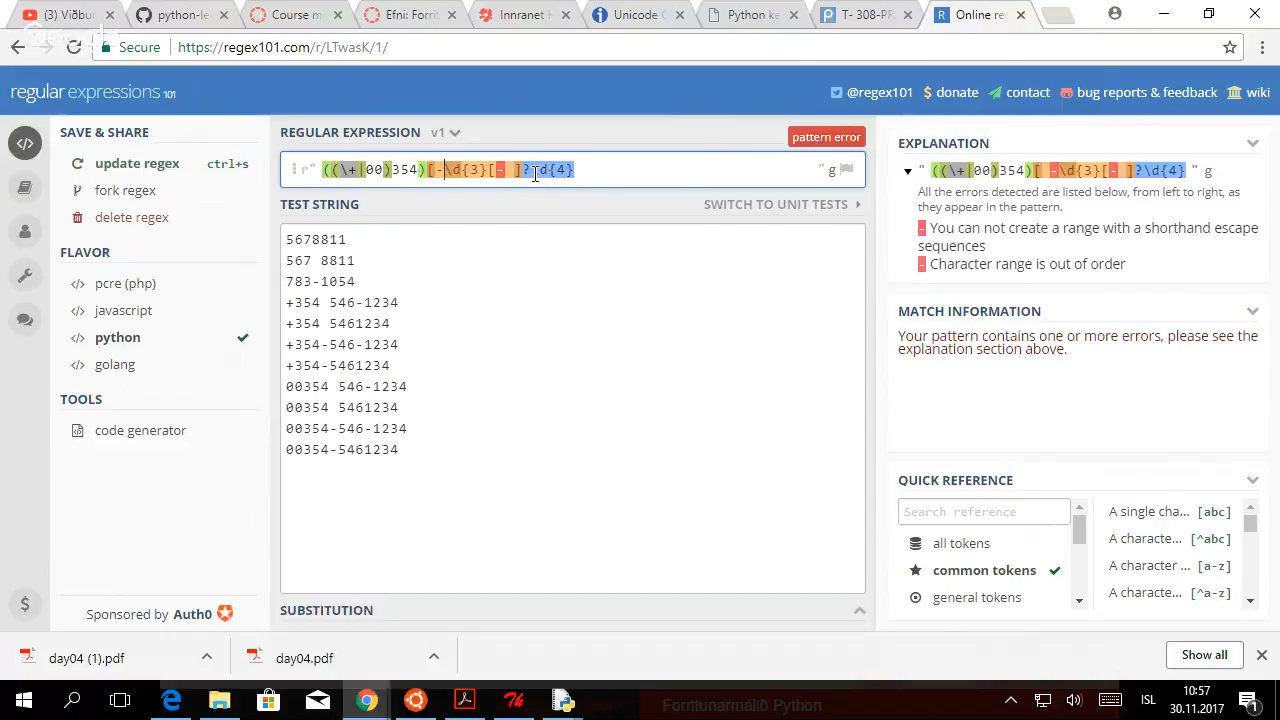 (3) Viðbur
python-le
Course m
Efni: Forrit
Innranet H
Unicode C
Python ke
T- 308-PR
Online re
Google
Secure https://regex101.com/r/LTwasK/1/
regular expressions 101
@regex101 $ donate contact bug reports & feedback wiki
SAVE & SHARE
update regex ctrl+s
fork regex
delete regex
FLAVOR
</> pcre (php)
</> javascript
</> python
</> golang
TOOLS
code generator
Sponsored by Auth0
REGULAR EXPRESSION v1
pattern error
r" ((\+|00)354)[-\d{3}[- ]?\d{4} " g
TEST STRING
SWITCH TO UNIT TESTS
5678811
567 8811
783-1054
+354 546-1234
+354 5461234
+354-546-1234
+354-5461234
00354 546-1234
00354 5461234
00354-546-1234
00354-5461234
SUBSTITUTION
EXPLANATION
" ((\+|00)354)[-\d{3}[- ]?\d{4} " g
All the errors detected are listed below, from left to right, as
they appear in the pattern.
- You can not create a range with a shorthand escape
sequences
- Character range is out of order
MATCH INFORMATION
Your pattern contains one or more errors, please see the
explanation section above.
QUICK REFERENCE
Search reference
all tokens
common tokens
general tokens
A single cha... [abc]
A characte... [^abc]
A character ... [a-z]
A characte... [^a-z]
day04 (1).pdf
day04.pdf
Show all
Forritunarmálið Python
ÍSL
10:57
30.11.2017
1